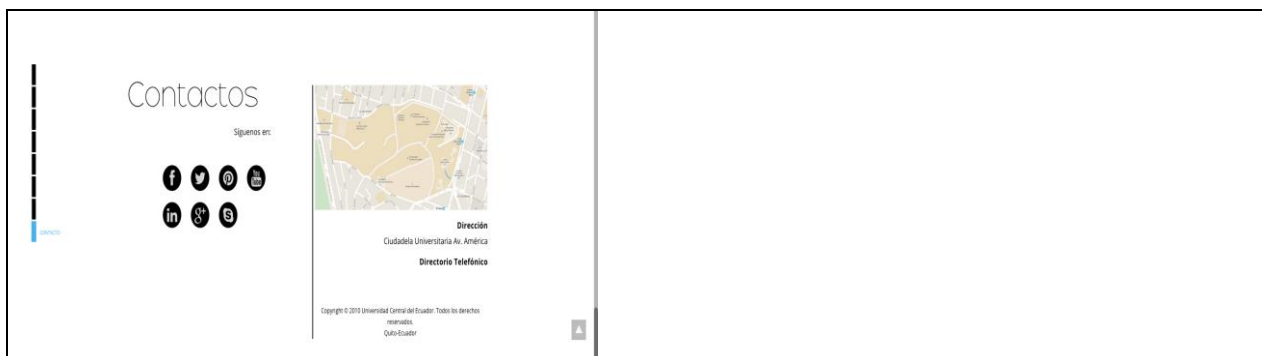 Contactos
Síguenos en:
CONTACTO
Dirección
Ciudadela Universitaria Av. América
Directorio Telefónico
Copyright © 2010 Universidad Central del Ecuador. Todos los derechos
reservados.
Quito-Ecuador